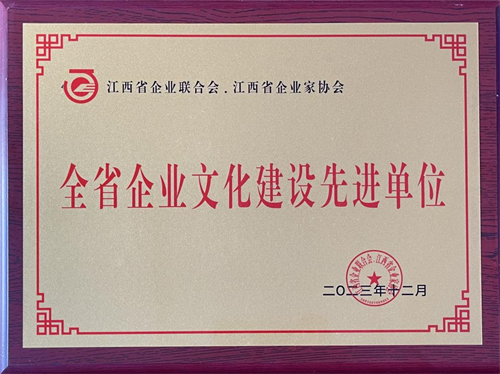 江西省企业联合会.江西省企业家协会
全省企业文化建设先进单位
二〇二三年十二月